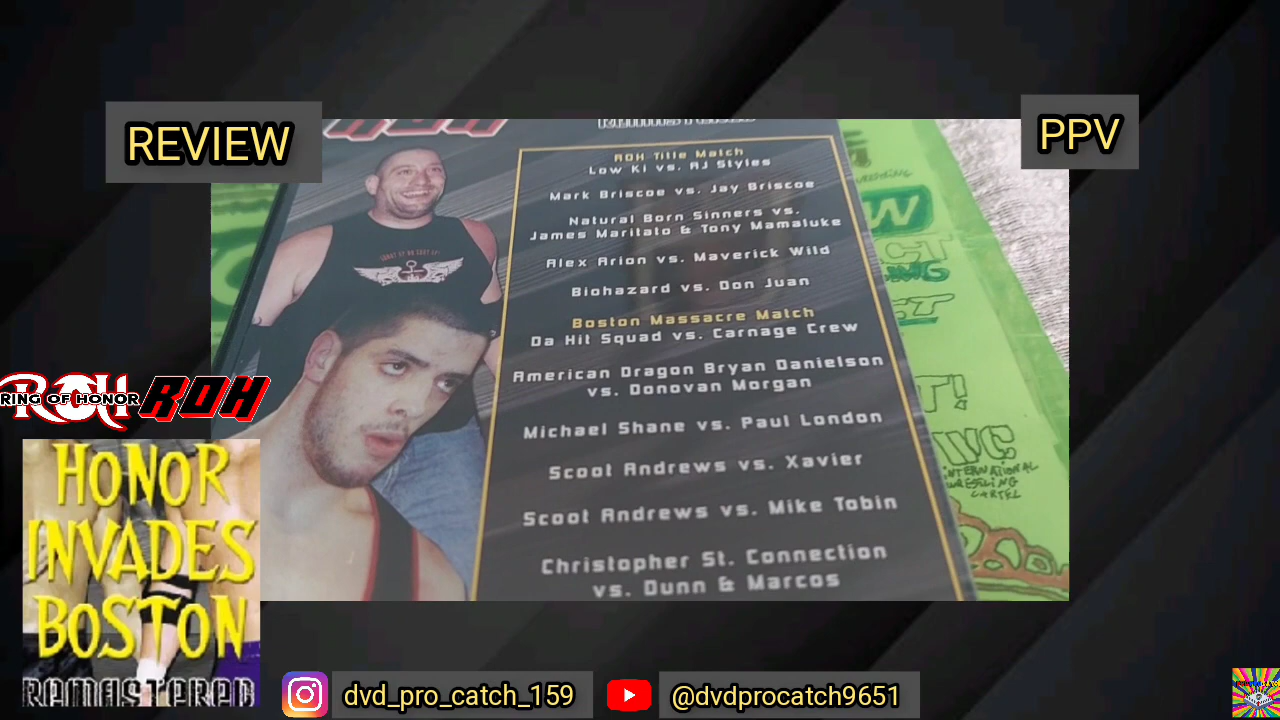 REVIEW
PPV
ROH
ROH Title Match
Low Ki vs. AJ Styles
Mark Briscoe vs. Jay Briscoe
Natural Born Sinners vs.
James Maritato & Tony Mamaluke
Alex Arion vs. Maverick Wild
Biohazard vs. Don Juan
Boston Massacre Match
Da Hit Squad vs. Carnage Crew
American Dragon Bryan Danielson
vs. Donovan Morgan
Michael Shane vs. Paul London
Scoot Andrews vs. Xavier
Scoot Andrews vs. Mike Tobin
Christopher St. Connection
vs. Dunn & Marcos
INTERNATIONAL
WRESTLING
CARTEL
ROH
RING OF HONOR
ROH
HONOR
INVADES
BOSTON
REMASTERED
dvd_pro_catch_159
@dvdprocatch9651